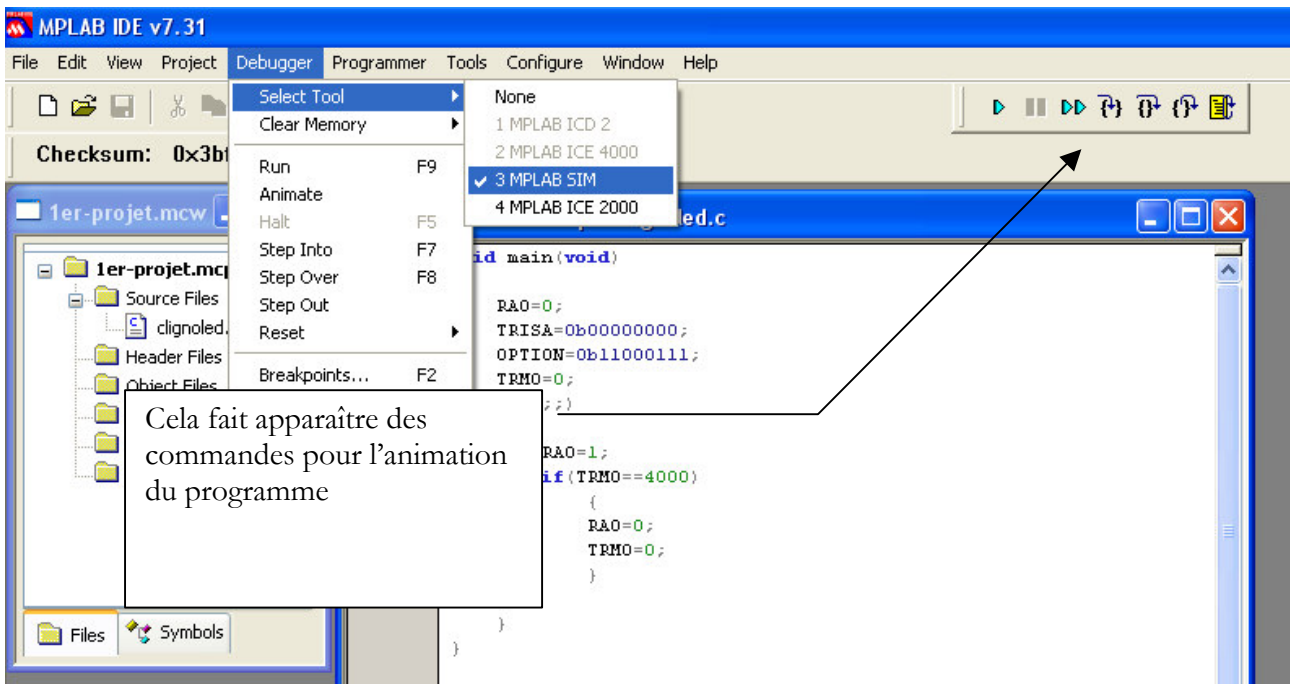 MPLAB IDE v7.31
File Edit View Project Debugger Programmer Tools Configure Window Help
Select Tool
Clear Memory
Run F9
Animate
Halt F5
Step Into F7
Step Over F8
Step Out
Reset
Breakpoints... F2
None
1 MPLAB ICD 2
2 MPLAB ICE 4000
3 MPLAB SIM
4 MPLAB ICE 2000
Checksum:
1er-projet.mcw
1er-projet.mcp
Source Files
clignoled.
Header Files
Object Files
Files Symbols
Cela fait apparaître des
commandes pour l’animation
du programme
led.c
id main(void)
RA0=0;
TRISA=0b00000000;
OPTION=0b11000111;
TRMO=0;
;;)
RA0=1;
if(TRMO==4000)
{
RA0=0;
TRMO=0;
}
}
}